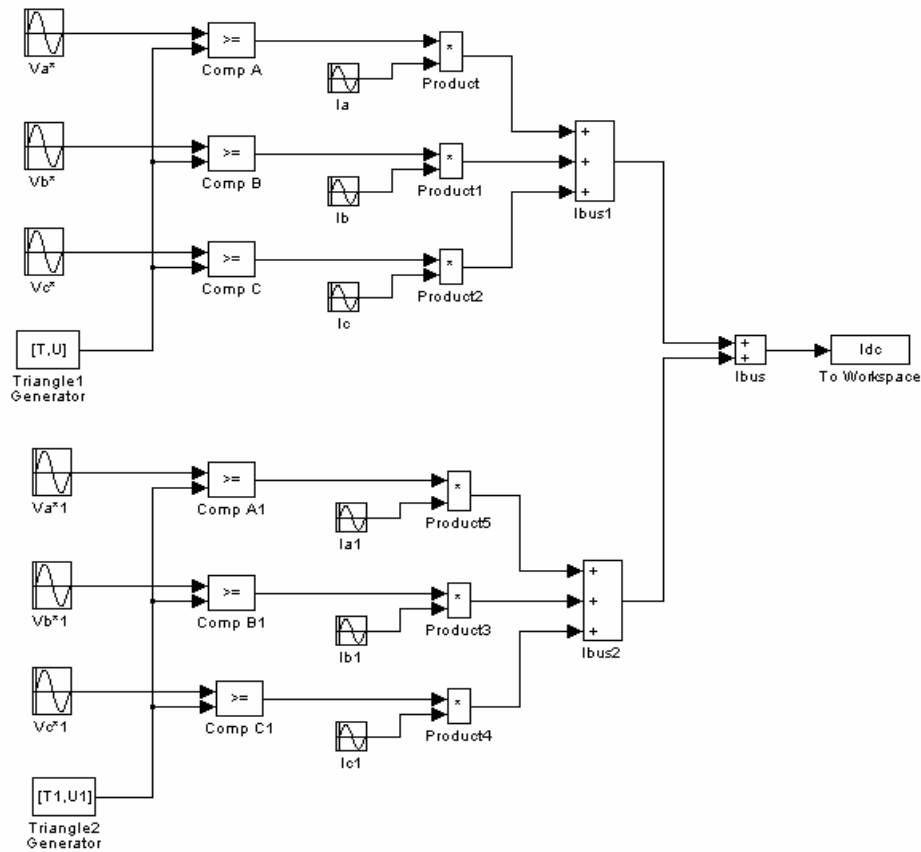 >=
Va*
Comp A
*
Product
Ia
>=
Vb*
Comp B
*
Product1
Ib
+
+
+
Ibus1
>=
Vc*
Comp C
*
Product2
Ic
[T,U]
Triangle1
Generator
+
+
Ibus
Idc
To Workspace
>=
Va*1
Comp A1
*
Product5
Ia1
>=
Vb*1
Comp B1
*
Product3
Ib1
+
+
+
Ibus2
>=
Vc*1
Comp C1
*
Product4
Ic1
[T1,U1]
Triangle2
Generator